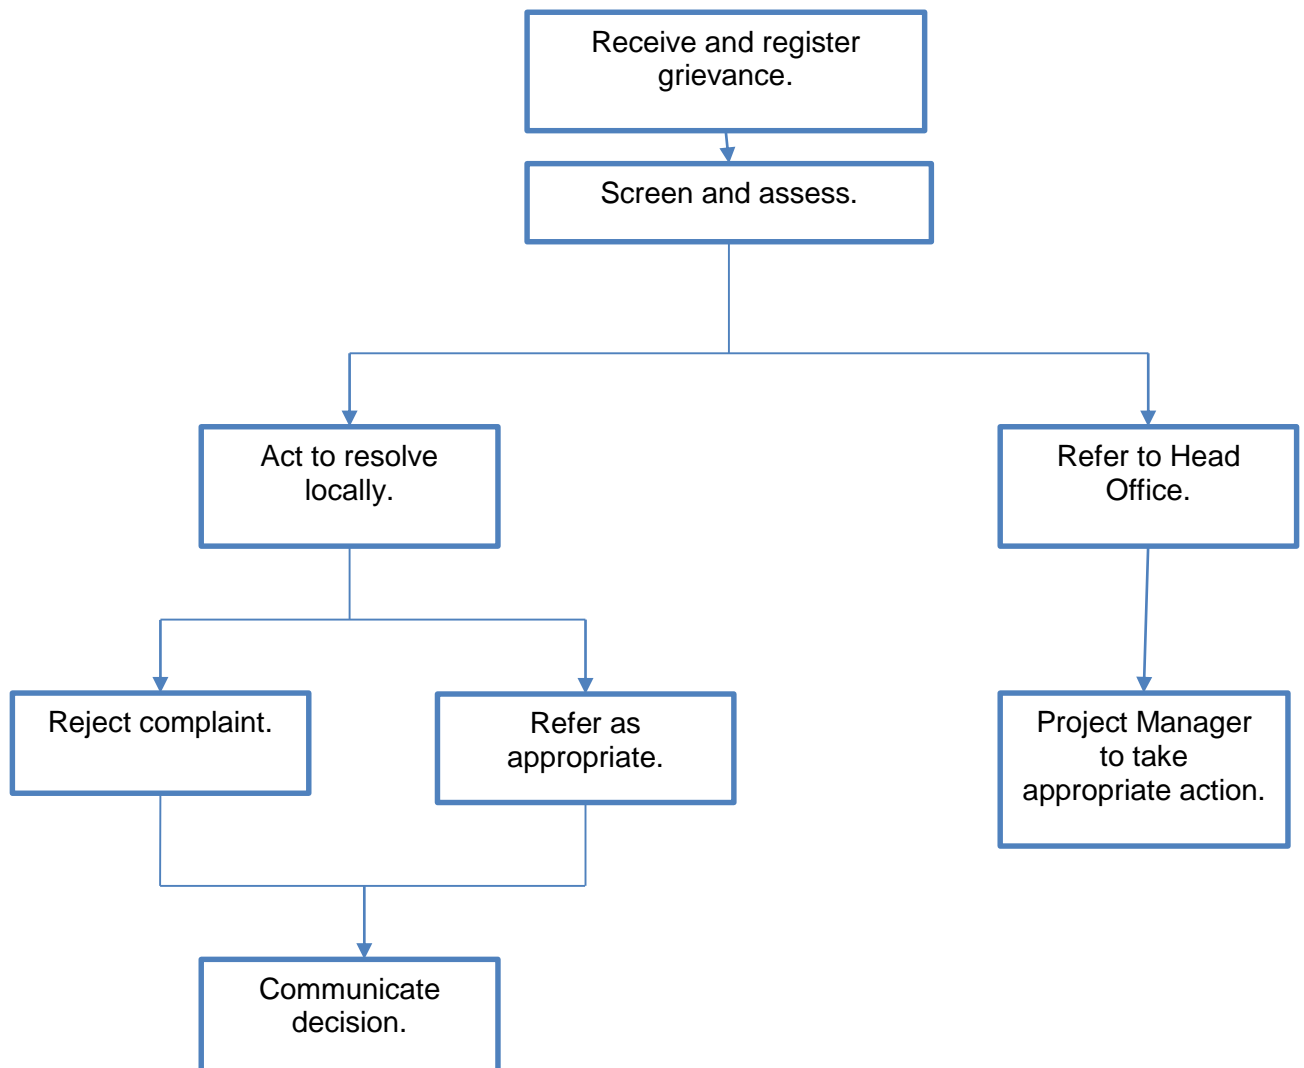 Receive and register
grievance.
Screen and assess.
Act to resolve
locally.
Refer to Head
Office.
Reject complaint.
Refer as
appropriate.
Project Manager
to take
appropriate action.
Communicate
decision.